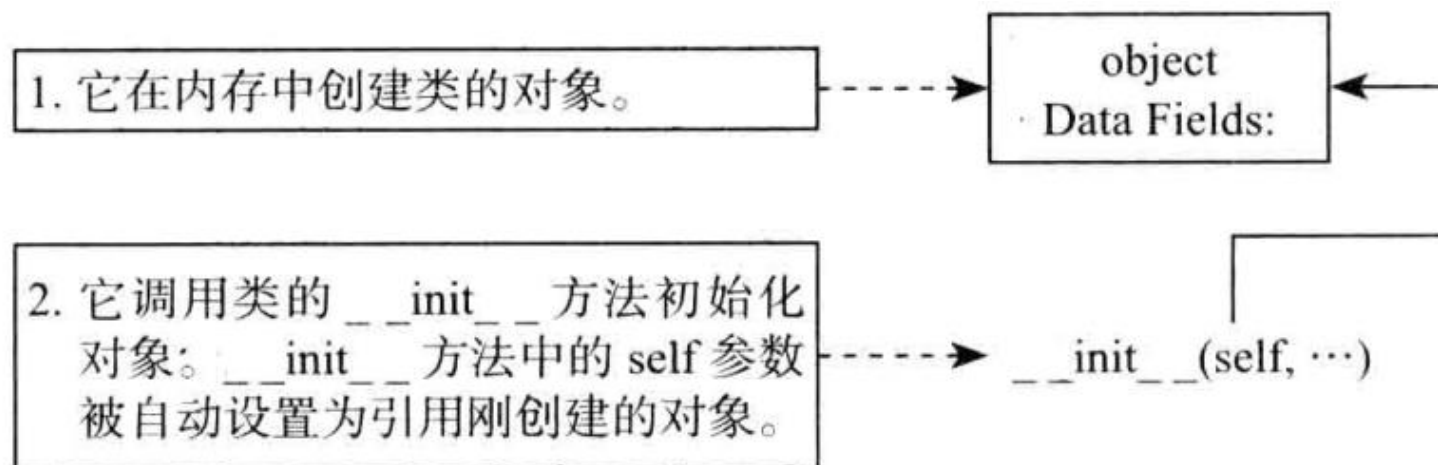 1. 它在内存中创建类的对象。
object
Data Fields:
2. 它调用类的 _ _init_ _ 方法初始化
对象:_ _init_ _ 方法中的 self 参数
被自动设置为引用刚创建的对象。
_ _init_ _(self, …)